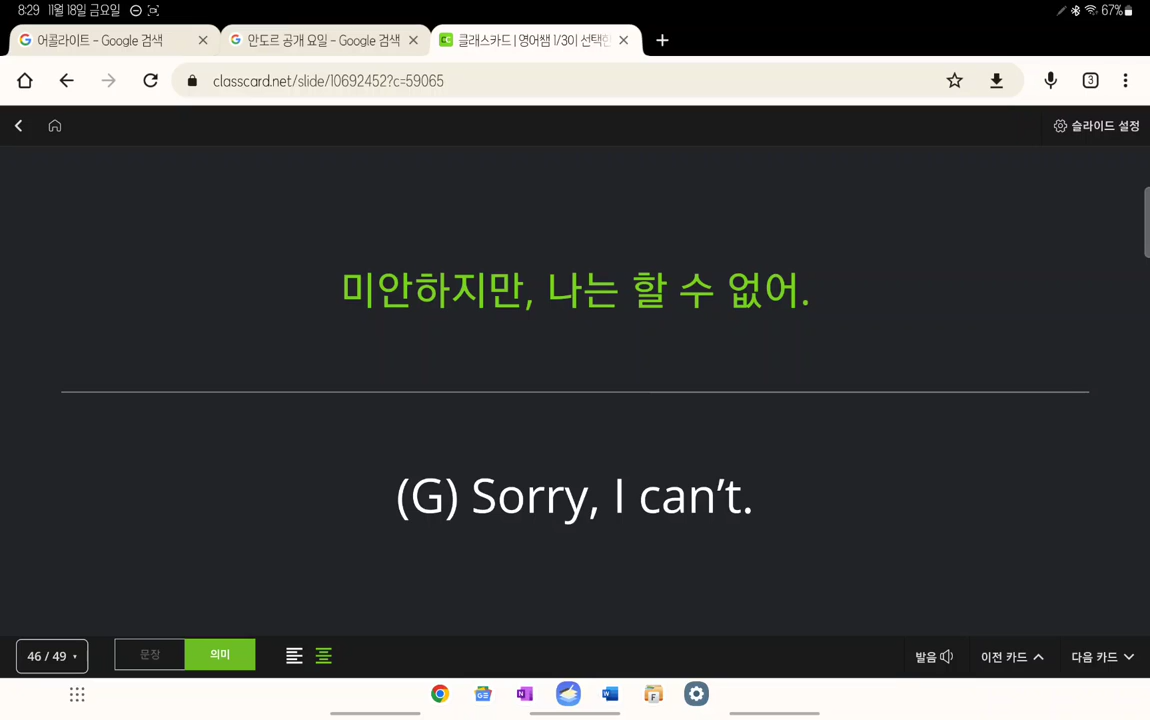 8:29 11월 18일 금요일
67%
어콜라이트 - Google 검색
안도르 공개 요일 - Google 검색
클래스카드 | 영어쌤 1/3이 선택한
classcard.net/slide/10692452?c=59065
3
슬라이드 설정
미안하지만, 나는 할 수 없어.
(G) Sorry, I can’t.
46 / 49
문장
의미
발음
이전 카드
다음 카드